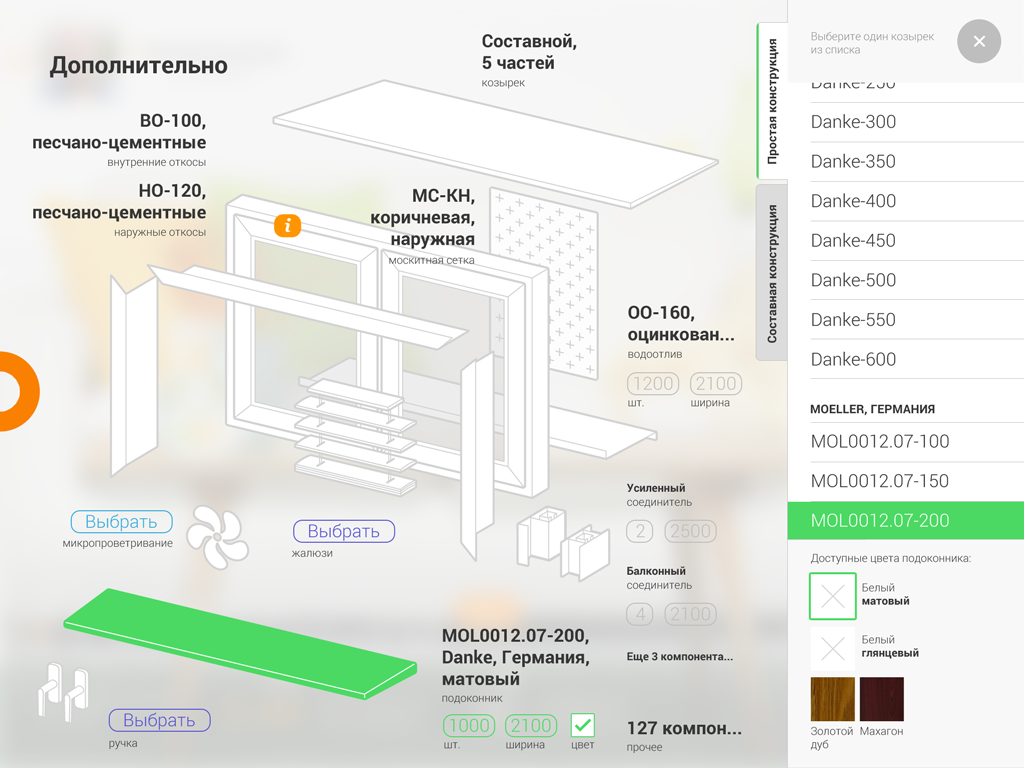 Дополнительно
Составной,
5 частей
козырек
ВО-100,
песчано-цементные
внутренние откосы
НО-120,
песчано-цементные
наружные откосы
i
МС-КН,
коричневая,
наружная
москитная сетка
ОО-160,
оцинкован...
водоотлив
1200 2100
шт. ширина
Усиленный
соединитель
2 2500
Балконный
соединитель
4 2100
Еще 3 компонента...
127 компон...
прочее
Выбрать
микропроветривание
Выбрать
жалюзи
MOL0012.07-200,
Danke, Германия,
матовый
подоконник
1000 2100
шт. ширина цвет
Выбрать
ручка
Простая конструкция
Составная конструкция
Выберите один козырек
из списка
Danke-250
Danke-300
Danke-350
Danke-400
Danke-450
Danke-500
Danke-550
Danke-600
MOELLER, ГЕРМАНИЯ
MOL0012.07-100
MOL0012.07-150
MOL0012.07-200
Доступные цвета подоконника:
Белый
матовый
Белый
глянцевый
Золотой
дуб
Махагон